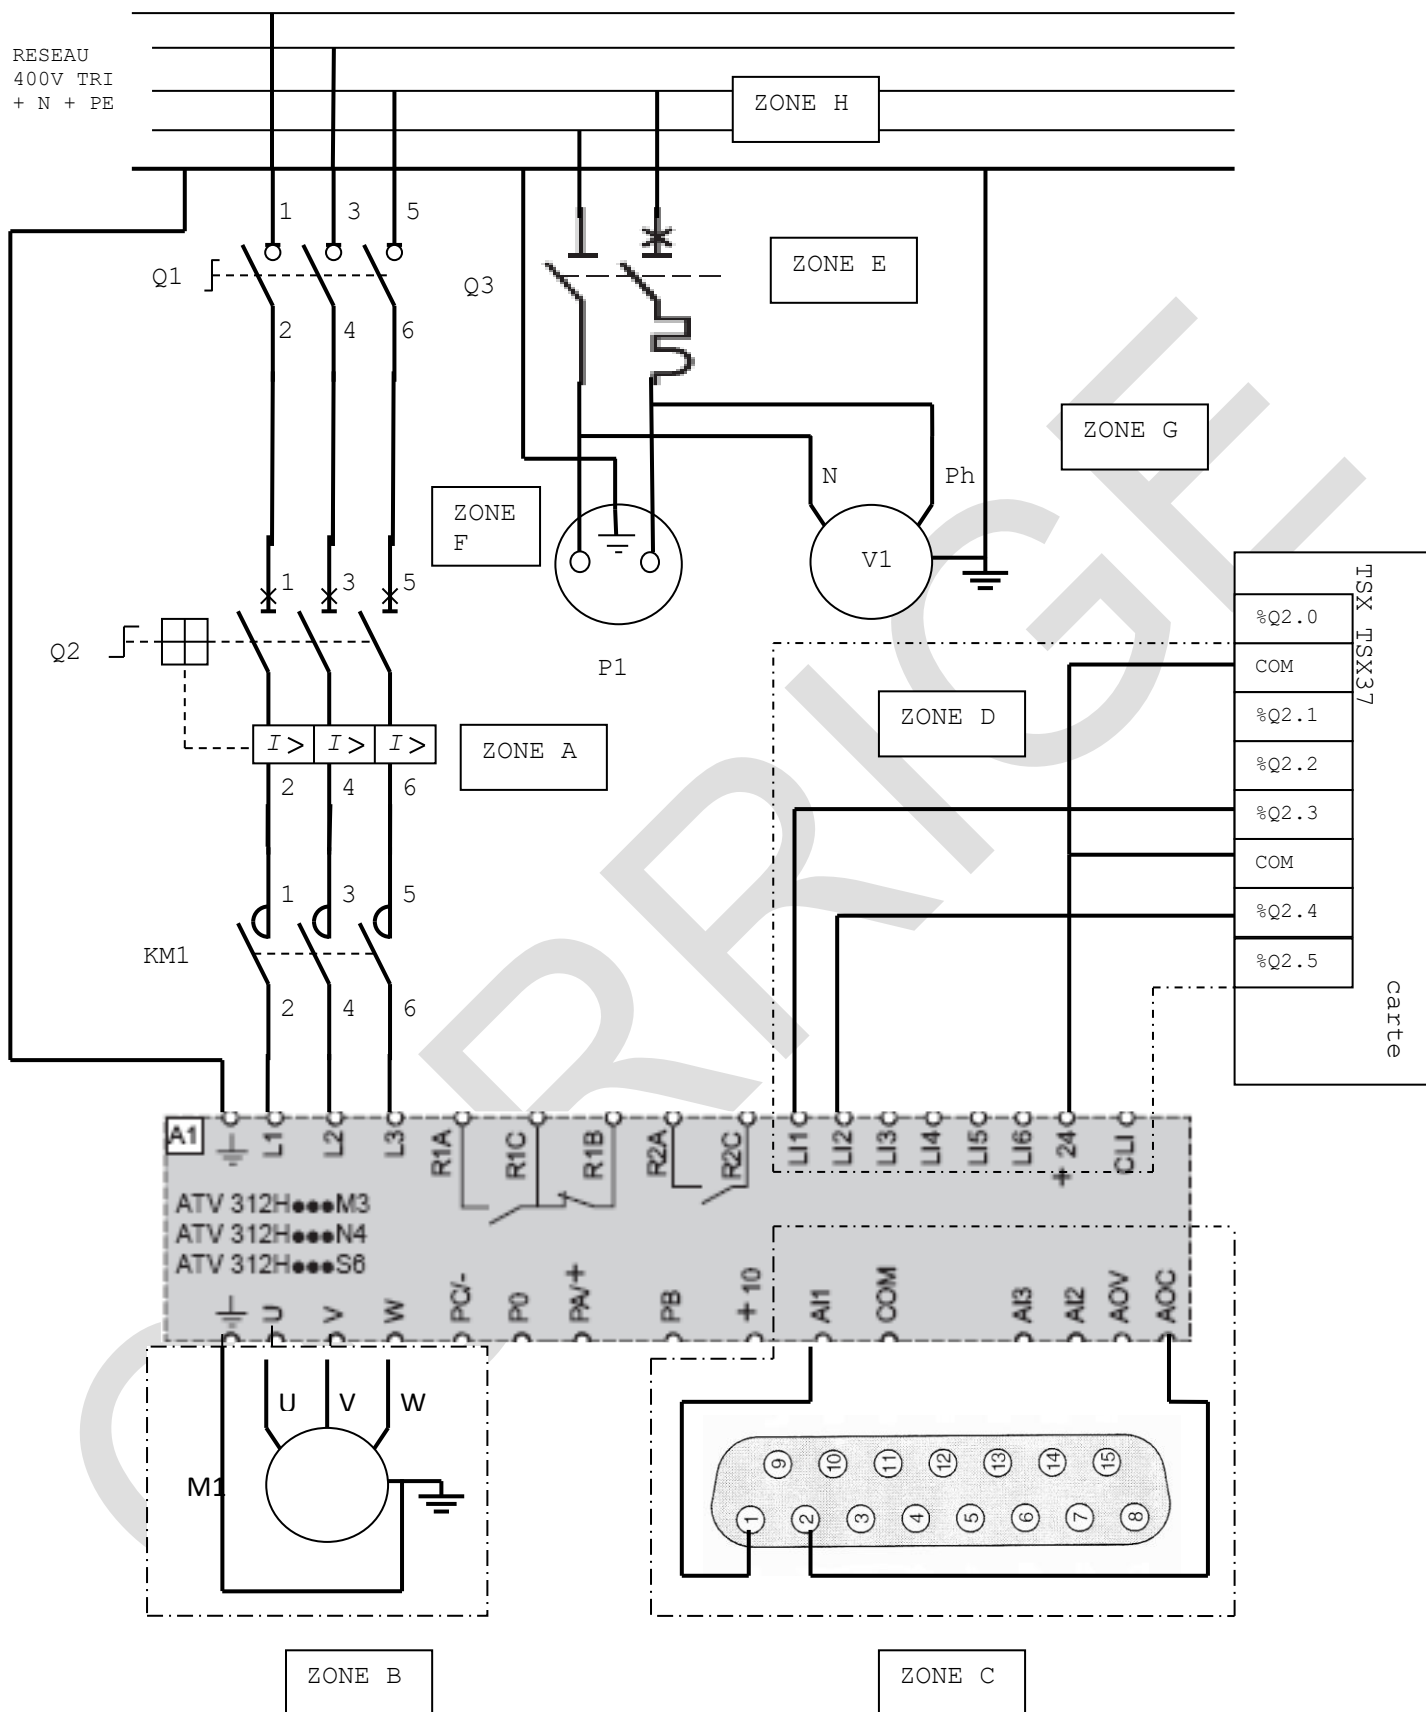 RESEAU
400V TRI
+ N + PE
ZONE H
1 3 5
Q1
Q3
ZONE E
2 4 6
ZONE G
N Ph
ZONE
F
V1
1 3 5
Q2
P1
TSX TSX37
%Q2.0
COM
%Q2.1
%Q2.2
%Q2.3
COM
%Q2.4
%Q2.5
carte
ZONE D
I > I > I >
ZONE A
2 4 6
1 3 5
KM1
2 4 6
A1
L1 L2 L3 R1A R1C R1B R2A R2C LI1 LI2 LI3 LI4 LI5 LI6 + 24 CLI
ATV 312H●●●M3
ATV 312H●●●N4
ATV 312H●●●S6
U V W PC/- P0 PA/+ PB + 10 AI1 COM AI3 AI2 AOV AOC
U V W
M1
9 10 11 12 13 14 15
1 2 3 4 5 6 7 8
ZONE B
ZONE C
CORRIGE